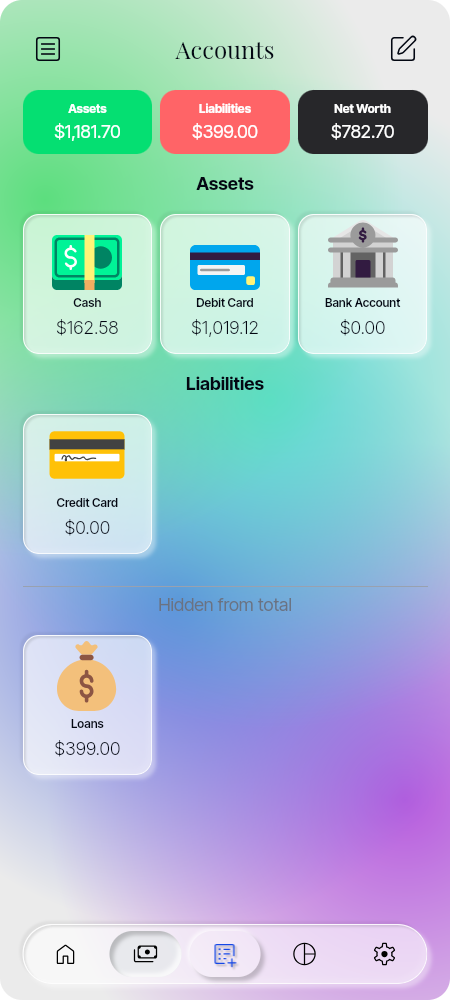 Accounts
Assets
$1,181.70
Liabilities
$399.00
Net Worth
$782.70
Assets
Cash
$162.58
Debit Card
$1,019.12
Bank Account
$0.00
Liabilities
Credit Card
$0.00
Hidden from total
Loans
$399.00